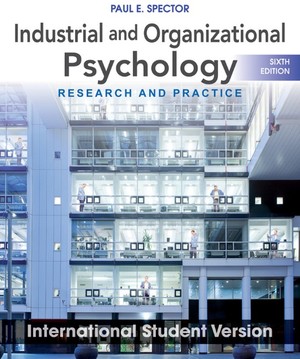 PAUL E. SPECTOR
Industrial and Organizational
Psychology
SIXTH
EDITION
RESEARCH AND PRACTICE
International Student Version